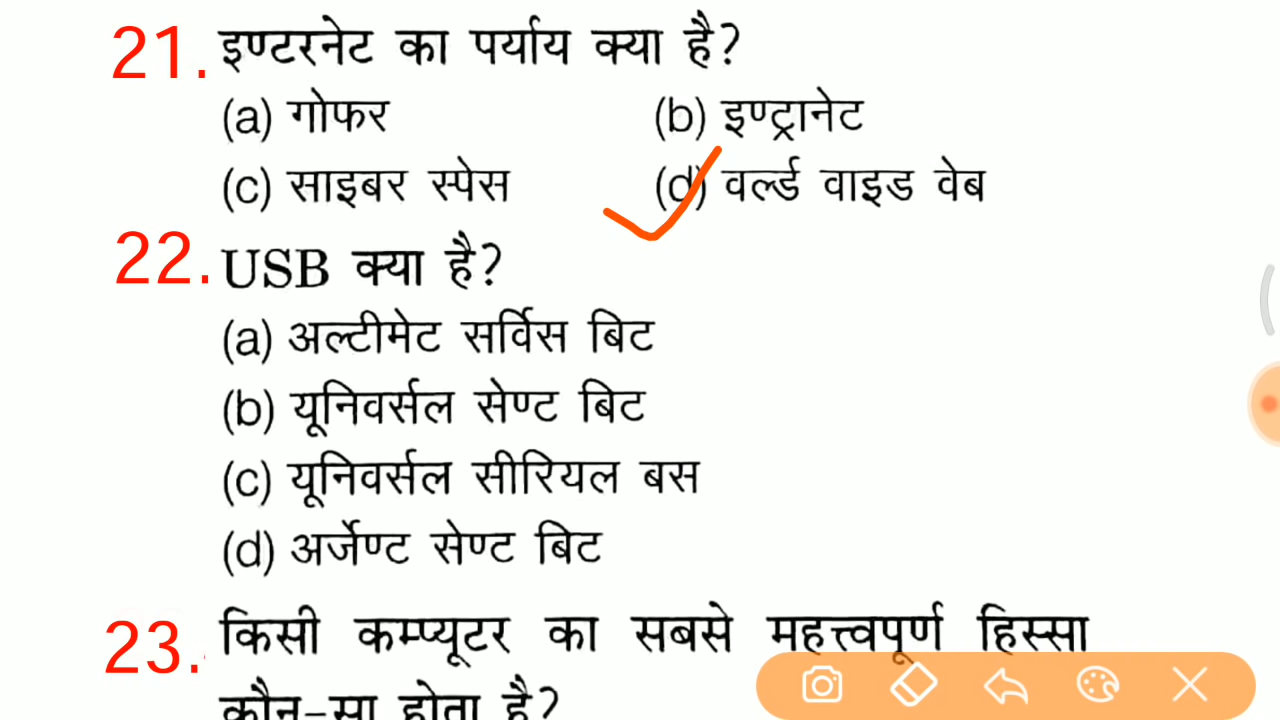 21. इण्टरनेट का पर्याय क्या है?
(a) गोफर (b) इण्ट्रानेट
(c) साइबर स्पेस (d) वर्ल्ड वाइड वेब
22. USB क्या है?
(a) अल्टीमेट सर्विस बिट
(b) यूनिवर्सल सेण्ट बिट
(c) यूनिवर्सल सीरियल बस
(d) अर्जेण्ट सेण्ट बिट
23. किसी कम्प्यूटर का सबसे महत्त्वपूर्ण हिस्सा
कौन-सा होता है?